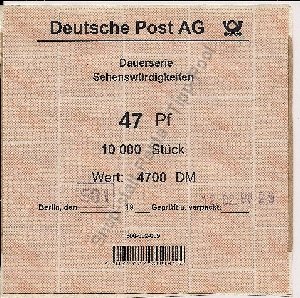 Deutsche Post AG
Dauerserie
Sehenswürdigkeiten
47 Pf
10 000 Stück
Wert: 4700 DM
Berlin, den 19 Geprüft u. verpackt: